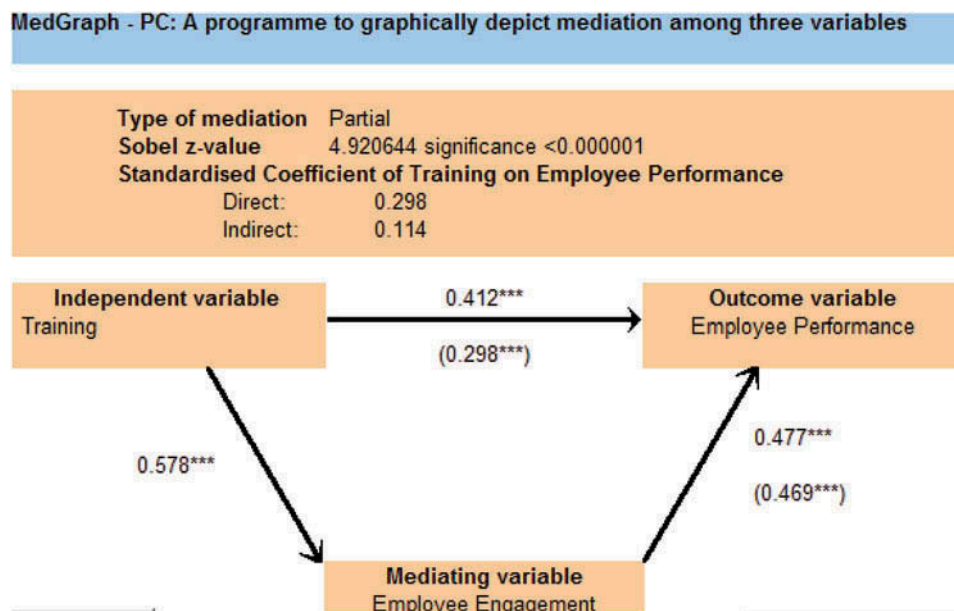 MedGraph - PC: A programme to graphically depict mediation among three variables
Type of mediation Partial
Sobel z-value 4.920644 significance <0.000001
Standardised Coefficient of Training on Employee Performance
Direct: 0.298
Indirect: 0.114
Independent variable
Training
0.412***
(0.298***)
Outcome variable
Employee Performance
0.578***
0.477***
(0.469***)
Mediating variable
Employee Engagement